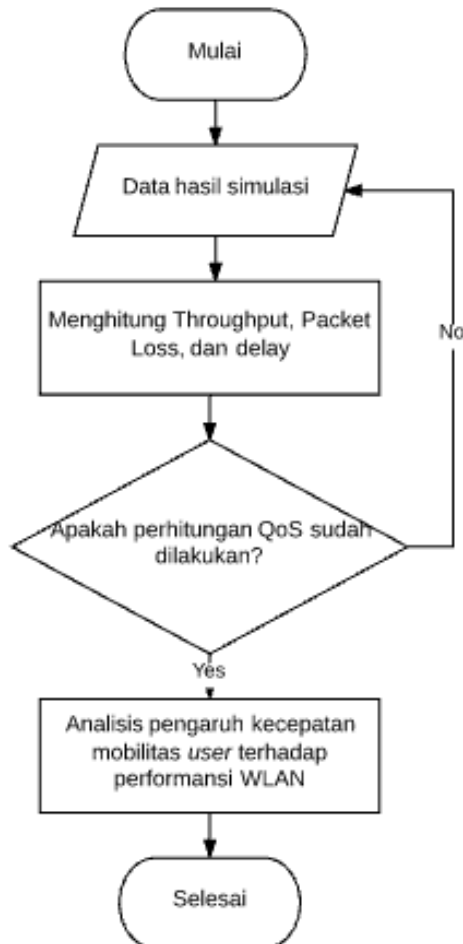 Mulai
Data hasil simulasi
Menghitung Throughput, Packet
Loss, dan delay
No
Apakah perhitungan QoS sudah
dilakukan?
Yes
Analisis pengaruh kecepatan
mobilitas user terhadap
performansi WLAN
Selesai